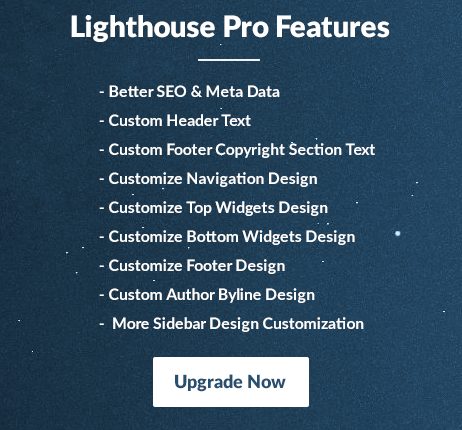 Lighthouse Pro Features
- Better SEO & Meta Data
- Custom Header Text
- Custom Footer Copyright Section Text
- Customize Navigation Design
- Customize Top Widgets Design
- Customize Bottom Widgets Design
- Customize Footer Design
- Custom Author Byline Design
- More Sidebar Design Customization
Upgrade Now